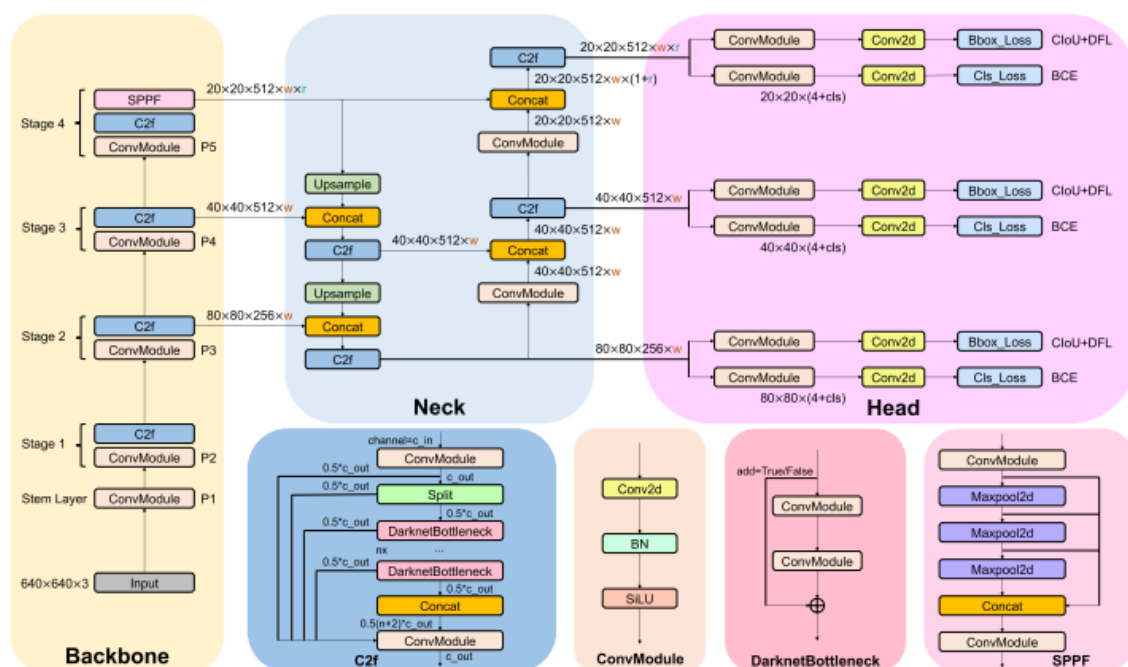 Stage 4
SPPF
C2f
ConvModule
P5
20×20×512×w×r
Stage 3
C2f
ConvModule
P4
40×40×512×w
Stage 2
C2f
ConvModule
P3
80×80×256×w
Stage 1
C2f
ConvModule
P2
Stem Layer
ConvModule
P1
640×640×3
Input
Backbone
Upsample
Concat
C2f
40×40×512×w
Upsample
Concat
C2f
C2f
20×20×512×w×(1+r)
Concat
20×20×512×w
ConvModule
C2f
40×40×512×w
Concat
40×40×512×w
ConvModule
Neck
20×20×512×w×r
ConvModule
Conv2d
Bbox_Loss
CIoU+DFL
ConvModule
Conv2d
Cls_Loss
BCE
20×20×(4+cls)
40×40×512×w
ConvModule
Conv2d
Bbox_Loss
CIoU+DFL
ConvModule
Conv2d
Cls_Loss
BCE
40×40×(4+cls)
80×80×256×w
ConvModule
Conv2d
Bbox_Loss
CIoU+DFL
ConvModule
Conv2d
Cls_Loss
BCE
80×80×(4+cls)
Head
channel=c_in
ConvModule
0.5*c_out
c_out
0.5*c_out
Split
0.5*c_out
0.5*c_out
DarknetBottleneck
nx
...
0.5*c_out
DarknetBottleneck
0.5*c_out
Concat
0.5(n+2)*c_out
ConvModule
c_out
C2f
Conv2d
BN
SiLU
ConvModule
add=True/False
ConvModule
ConvModule
DarknetBottleneck
ConvModule
Maxpool2d
Maxpool2d
Maxpool2d
Concat
ConvModule
SPPF